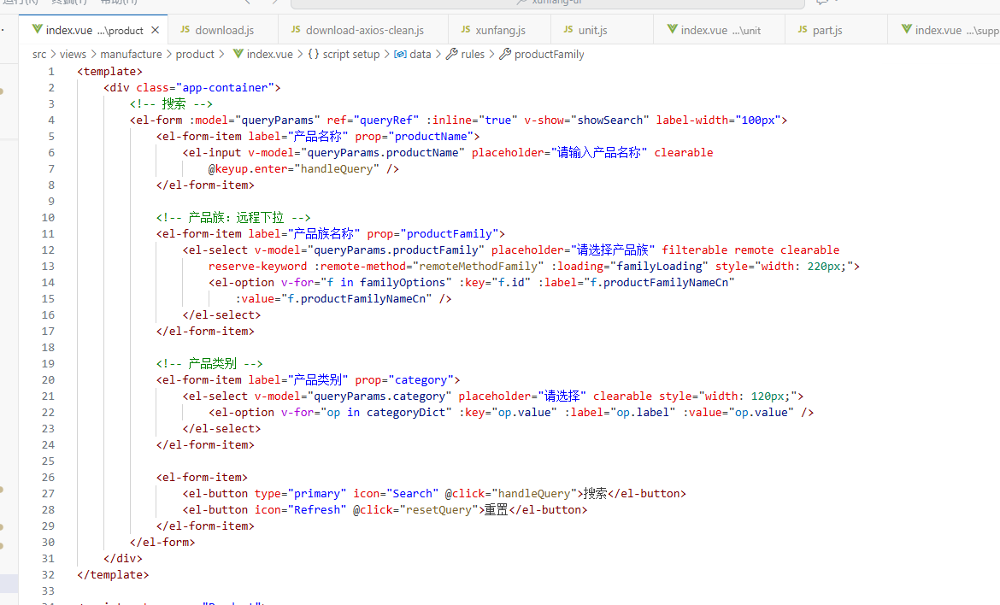 运行(R) 终端(T) 帮助(H)
xunfang-ui
index.vue ...\product
JS download.js
JS download-axios-clean.js
JS xunfang.js
JS unit.js
index.vue ...\unit
JS part.js
index.vue ...\supp
src > views > manufacture > product > index.vue > {} script setup > data > rules > productFamily
1 <template>
2 <div class="app-container">
3 <!-- 搜索 -->
4 <el-form :model="queryParams" ref="queryRef" :inline="true" v-show="showSearch" label-width="100px">
5 <el-form-item label="产品名称" prop="productName">
6 <el-input v-model="queryParams.productName" placeholder="请输入产品名称" clearable
7 @keyup.enter="handleQuery" />
8 </el-form-item>
9
10 <!-- 产品族：远程下拉 -->
11 <el-form-item label="产品族名称" prop="productFamily">
12 <el-select v-model="queryParams.productFamily" placeholder="请选择产品族" filterable remote clearable
13 reserve-keyword :remote-method="remoteMethodFamily" :loading="familyLoading" style="width: 220px;">
14 <el-option v-for="f in familyOptions" :key="f.id" :label="f.productFamilyNameCn"
15 :value="f.productFamilyNameCn" />
16 </el-select>
17 </el-form-item>
18
19 <!-- 产品类别 -->
20 <el-form-item label="产品类别" prop="category">
21 <el-select v-model="queryParams.category" placeholder="请选择" clearable style="width: 120px;">
22 <el-option v-for="op in categoryDict" :key="op.value" :label="op.label" :value="op.value" />
23 </el-select>
24 </el-form-item>
25
26 <el-form-item>
27 <el-button type="primary" icon="Search" @click="handleQuery">搜索</el-button>
28 <el-button icon="Refresh" @click="resetQuery">重置</el-button>
29 </el-form-item>
30 </el-form>
31 </div>
32 </template>
33